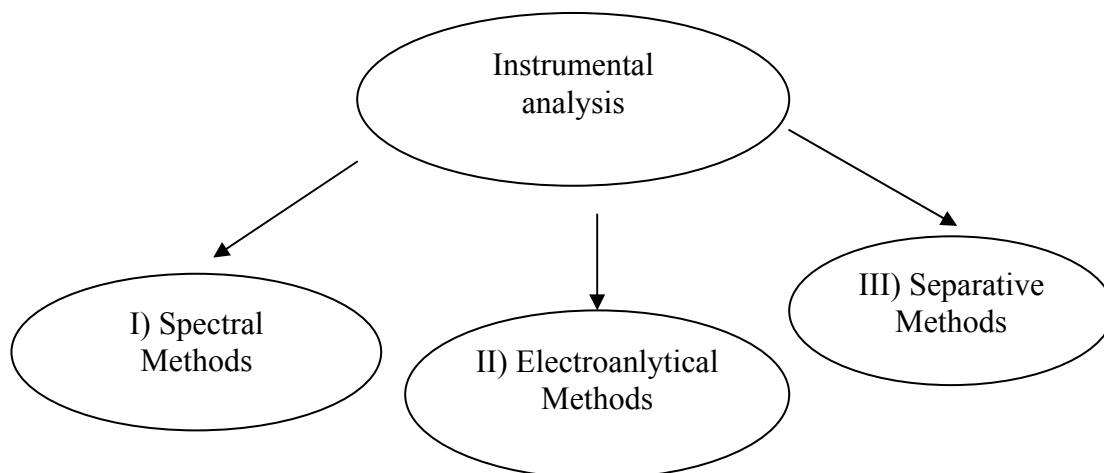 Instrumental
analysis
I) Spectral
Methods
II) Electroanlytical
Methods
III) Separative
Methods